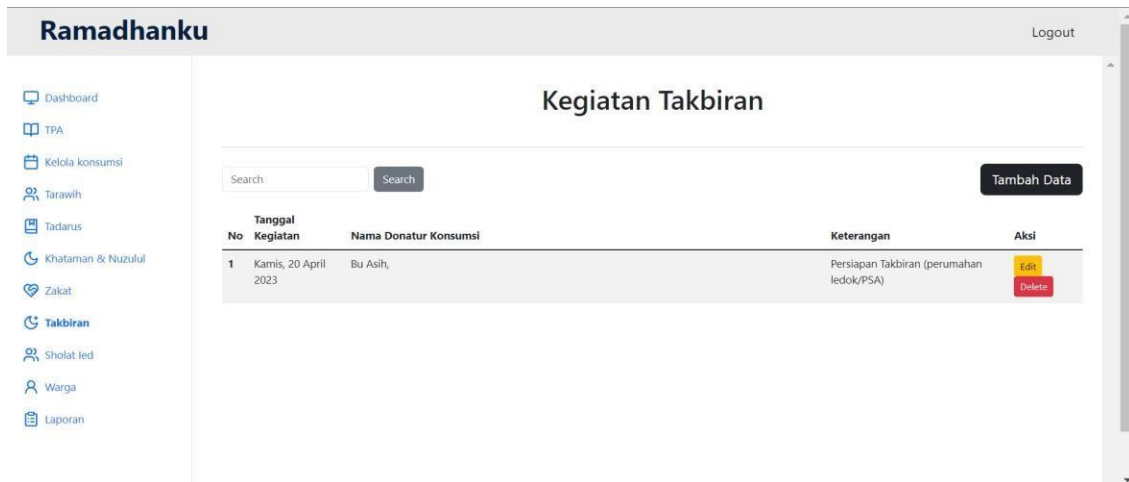 Ramadhanku
Logout
Dashboard
TPA
Kelola konsumsi
Tarawih
Tadarus
Khataman & Nuzulul
Zakat
Takbiran
Sholat Ied
Warga
Laporan
Kegiatan Takbiran
Search
Search
Tambah Data
No
Tanggal
Kegiatan
Nama Donatur Konsumsi
Keterangan
Aksi
1
Kamis, 20 April
2023
Bu Asih,
Persiapan Takbiran (perumahan
ledok/PSA)
Edit
Delete